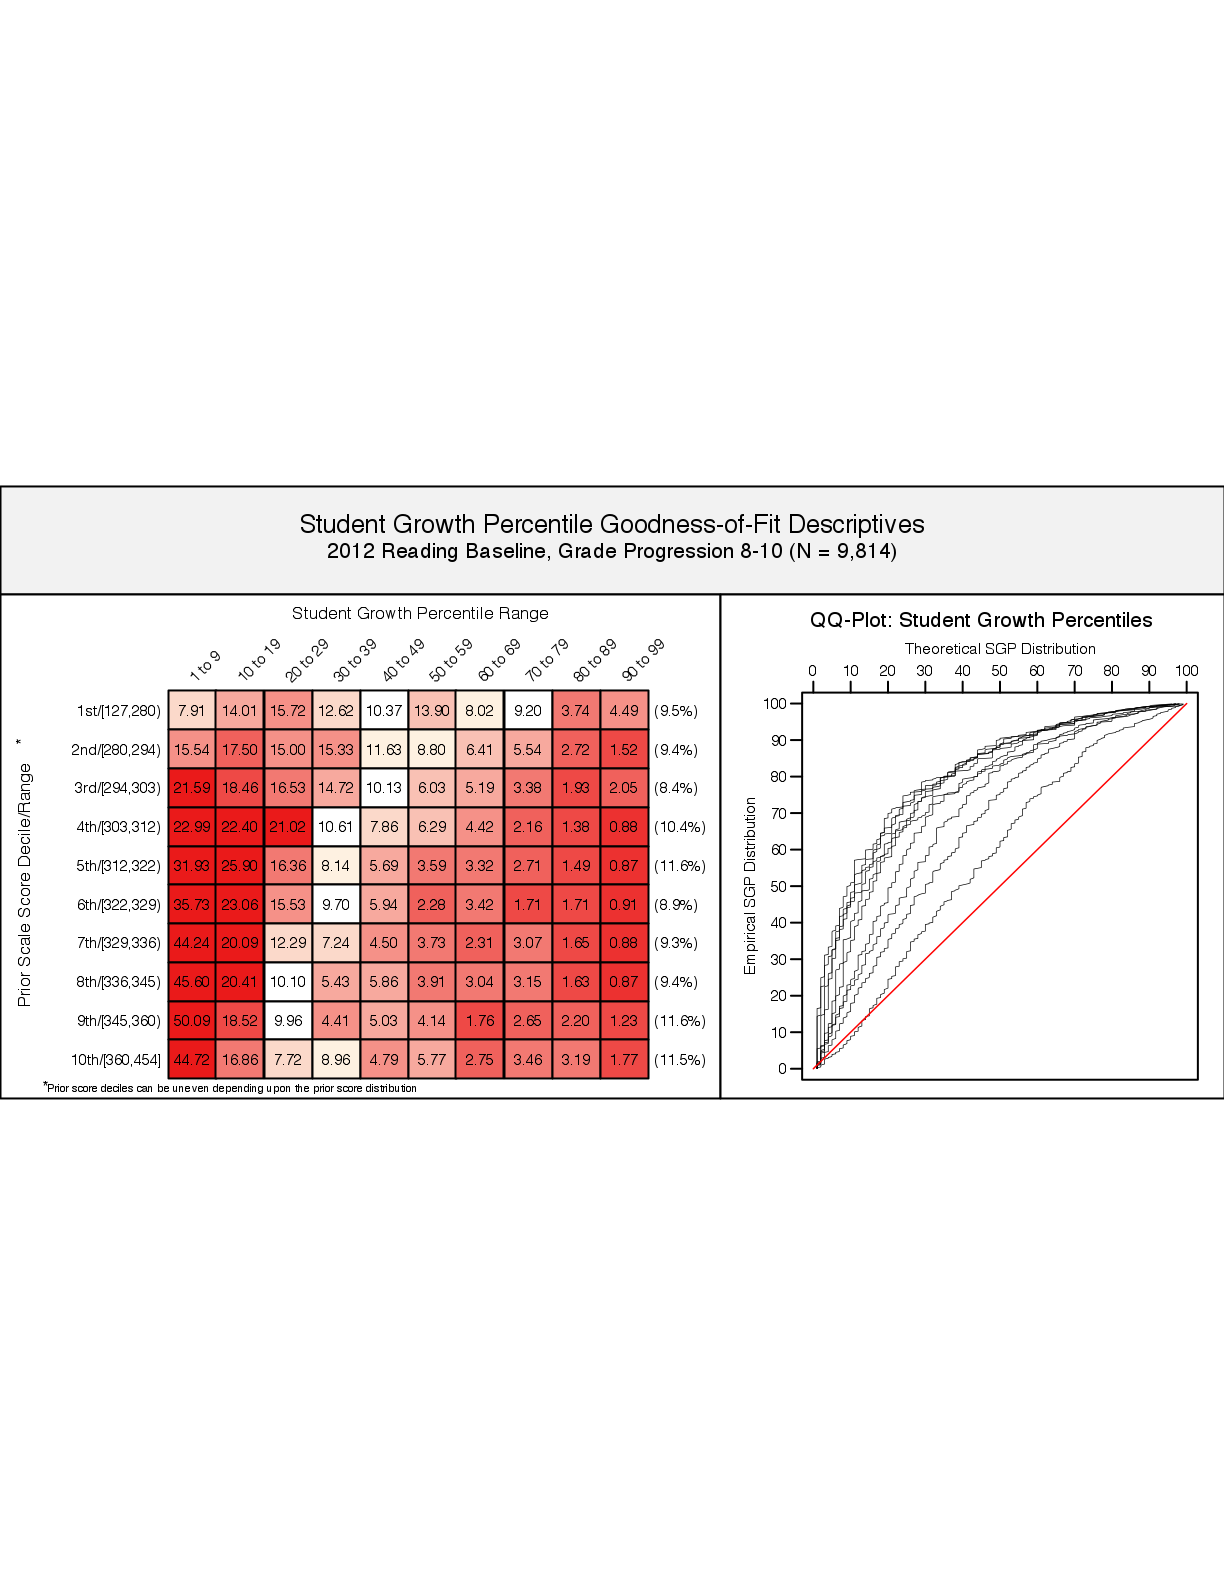 Student Growth Percentile Goodness-of-Fit Descriptives
2012 Reading Baseline, Grade Progression 8-10 (N = 9,814)
Student Growth Percentile Range
1 to 9 10 to 19 20 to 29 30 to 39 40 to 49 50 to 59 60 to 69 70 to 79 80 to 89 90 to 99
Prior Scale Score Decile/Range *
1st/[127,280) 7.91 14.01 15.72 12.62 10.37 13.90 8.02 9.20 3.74 4.49 (9.5%)
2nd/[280,294) 15.54 17.50 15.00 15.33 11.63 8.80 6.41 5.54 2.72 1.52 (9.4%)
3rd/[294,303) 21.59 18.46 16.53 14.72 10.13 6.03 5.19 3.38 1.93 2.05 (8.4%)
4th/[303,312) 22.99 22.40 21.02 10.61 7.86 6.29 4.42 2.16 1.38 0.88 (10.4%)
5th/[312,322) 31.93 25.90 16.36 8.14 5.69 3.59 3.32 2.71 1.49 0.87 (11.6%)
6th/[322,329) 35.73 23.06 15.53 9.70 5.94 2.28 3.42 1.71 1.71 0.91 (8.9%)
7th/[329,336) 44.24 20.09 12.29 7.24 4.50 3.73 2.31 3.07 1.65 0.88 (9.3%)
8th/[336,345) 45.60 20.41 10.10 5.43 5.86 3.91 3.04 3.15 1.63 0.87 (9.4%)
9th/[345,360) 50.09 18.52 9.96 4.41 5.03 4.14 1.76 2.65 2.20 1.23 (11.6%)
10th/[360,454] 44.72 16.86 7.72 8.96 4.79 5.77 2.75 3.46 3.19 1.77 (11.5%)
*Prior score deciles can be uneven depending upon the prior score distribution
QQ-Plot: Student Growth Percentiles
Theoretical SGP Distribution
0 10 20 30 40 50 60 70 80 90 100
Empirical SGP Distribution
100
90
80
70
60
50
40
30
20
10
0